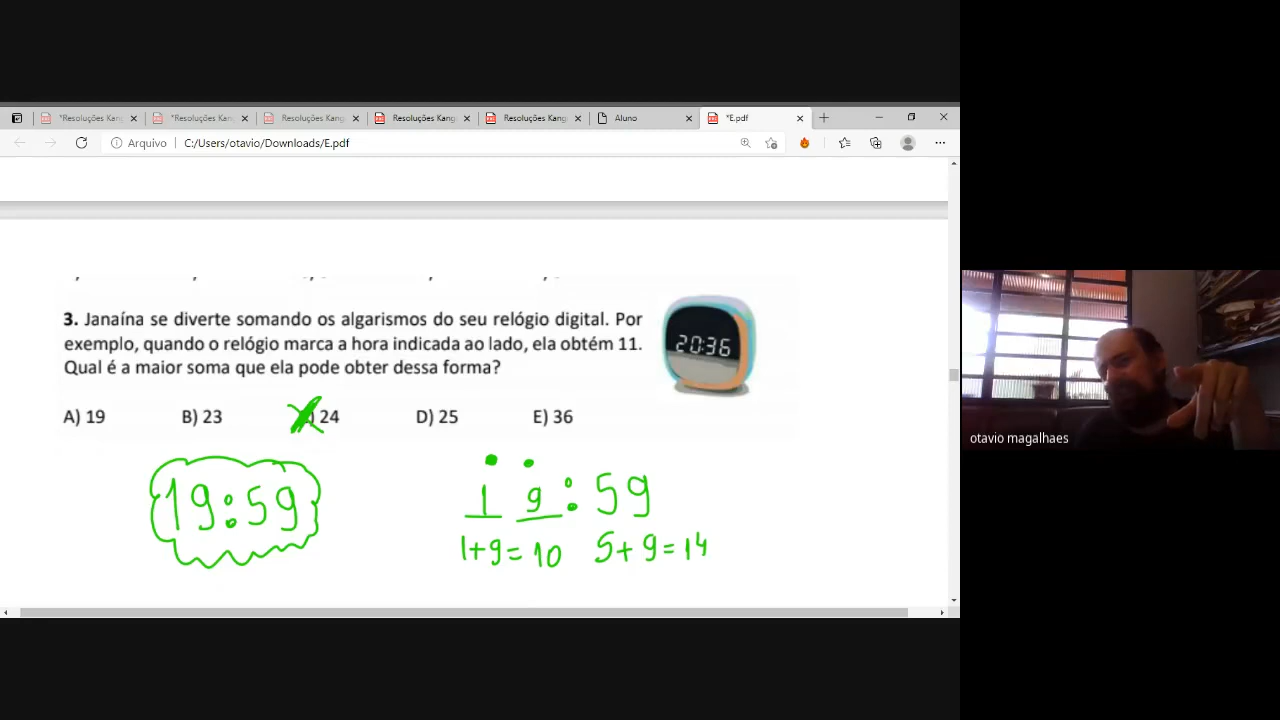 *Resoluções Kang
*Resoluções Kang
Resoluções Kang
Resoluções Kang
Resoluções Kang
Aluno
*E.pdf
Arquivo C:/Users/otavio/Downloads/E.pdf
3. Janaína se diverte somando os algarismos do seu relógio digital. Por
exemplo, quando o relógio marca a hora indicada ao lado, ela obtém 11.
Qual é a maior soma que ela pode obter dessa forma?
20:36
A) 19 B) 23 ) 24 D) 25 E) 36
19:59
1 9 : 59
1+9=10 5+9=14
otavio magalhaes